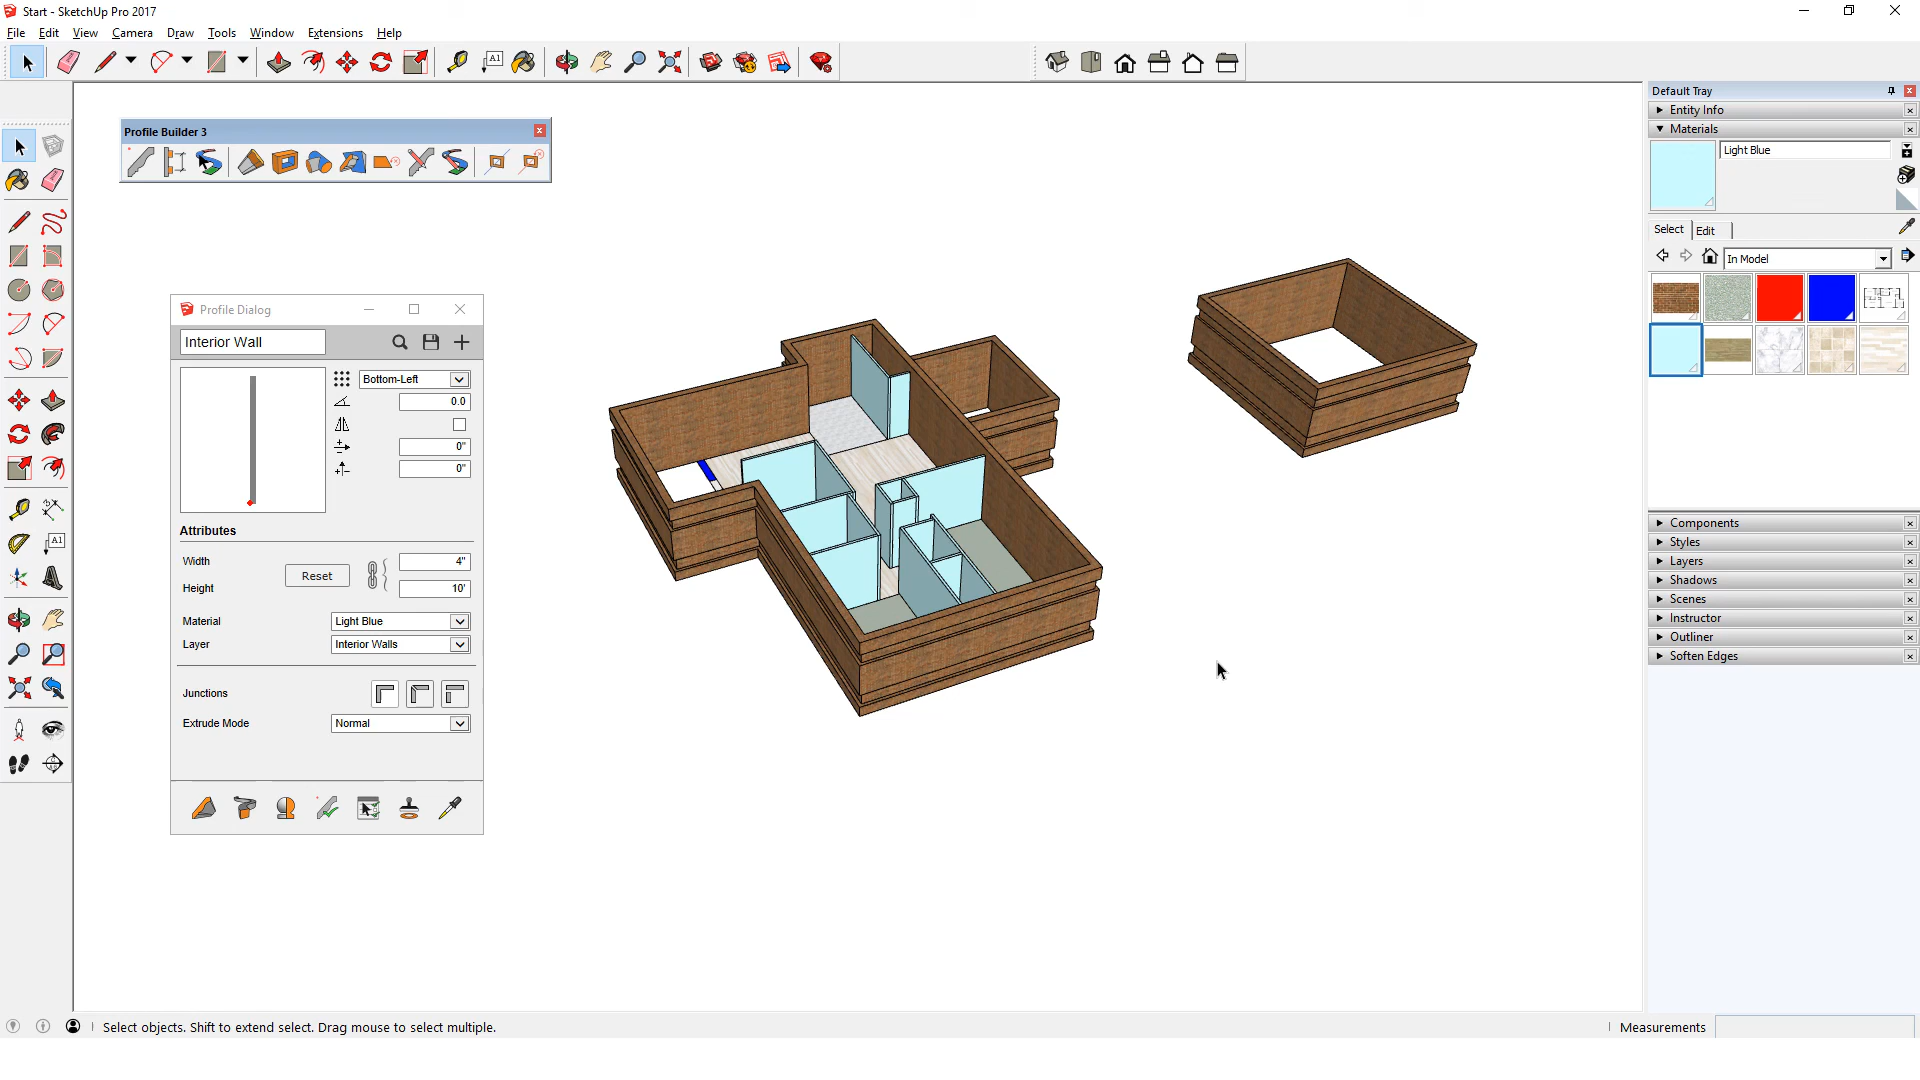 Start - SketchUp Pro 2017
File Edit View Camera Draw Tools Window Extensions Help
A1
Default Tray
Entity Info
Materials
Light Blue
Select Edit
In Model
Profile Builder 3
Profile Dialog
Interior Wall
Bottom-Left
0.0
0"
0"
Attributes
Width 4"
Reset
Height 10'
Material Light Blue
Layer Interior Walls
Junctions
Extrude Mode Normal
A1
Components
Styles
Layers
Shadows
Scenes
Instructor
Outliner
Soften Edges
Select objects. Shift to extend select. Drag mouse to select multiple.
Measurements